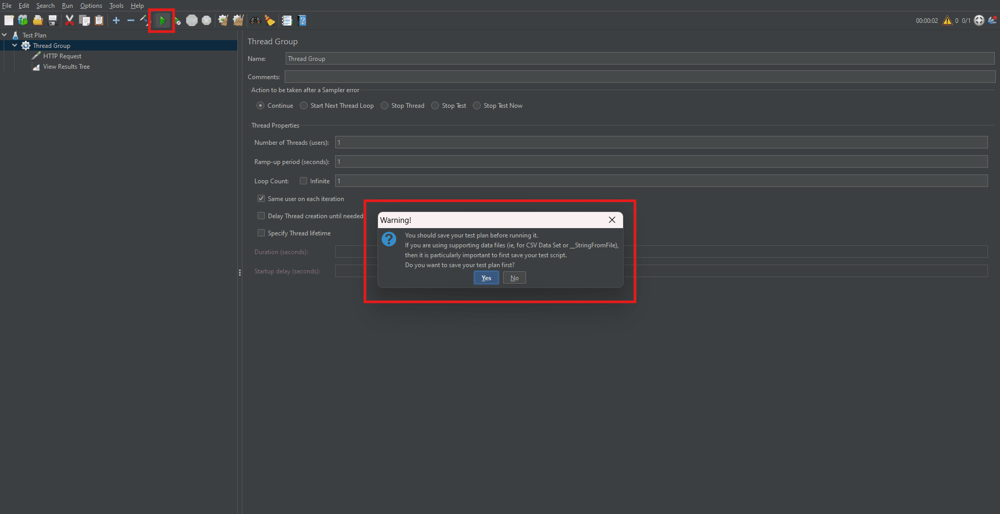 File Edit Search Run Options Tools Help
00:00:02 0 0/1
Test Plan
Thread Group
HTTP Request
View Results Tree
Thread Group
Name: Thread Group
Comments:
Action to be taken after a Sampler error
Continue Start Next Thread Loop Stop Thread Stop Test Stop Test Now
Thread Properties
Number of Threads (users): 1
Ramp-up period (seconds): 1
Loop Count: Infinite 1
Same user on each iteration
Delay Thread creation until needed
Specify Thread lifetime
Duration (seconds):
Startup delay (seconds):
Warning!
You should save your test plan before running it.
If you are using supporting data files (ie, for CSV Data Set or __StringFromFile),
then it is particularly important to first save your test script.
Do you want to save your test plan first?
Yes No